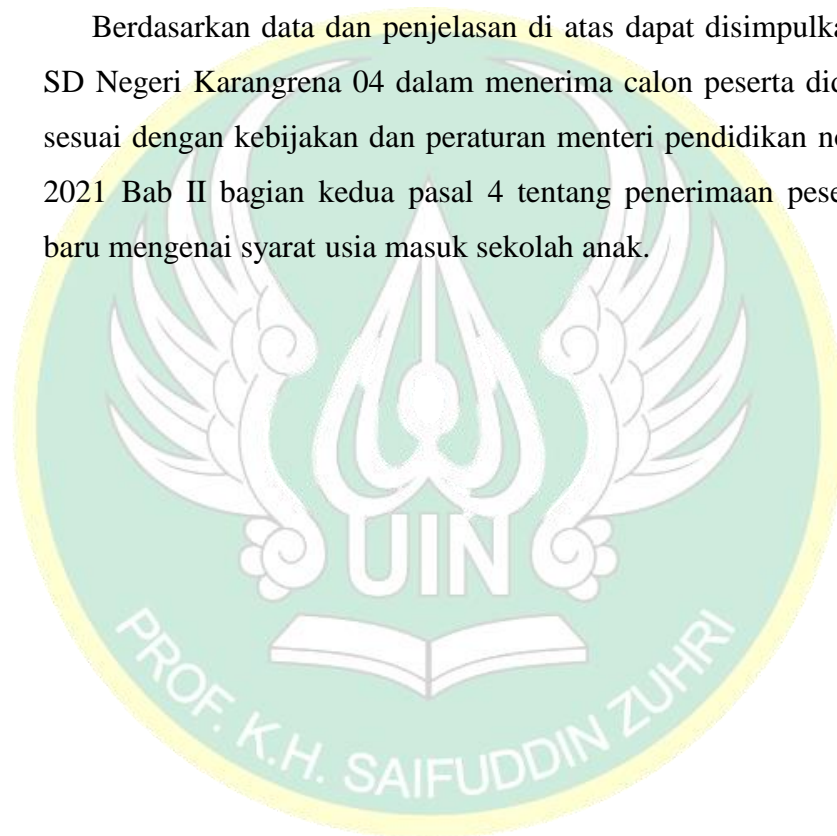 Berdasarkan data dan penjelasan di atas dapat disimpulka
SD Negeri Karangrena 04 dalam menerima calon peserta
sesuai dengan kebijakan dan peraturan menteri pendidikan
2021 Bab II bagian kedua pasal 4 tentang penerimaan
baru mengenai syarat usia masuk sekolah anak.
UIN
PROF. K.H. SAIFUDDIN ZUHRI